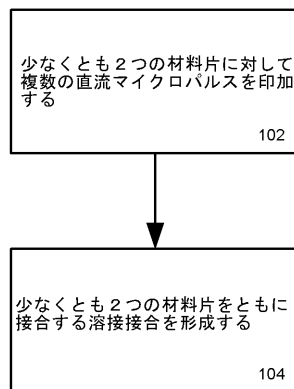 少なくとも２つの材料片に対して
複数の直流マイクロパルスを印加
する
102
少なくとも２つの材料片をともに
接合する溶接接合を形成する
104